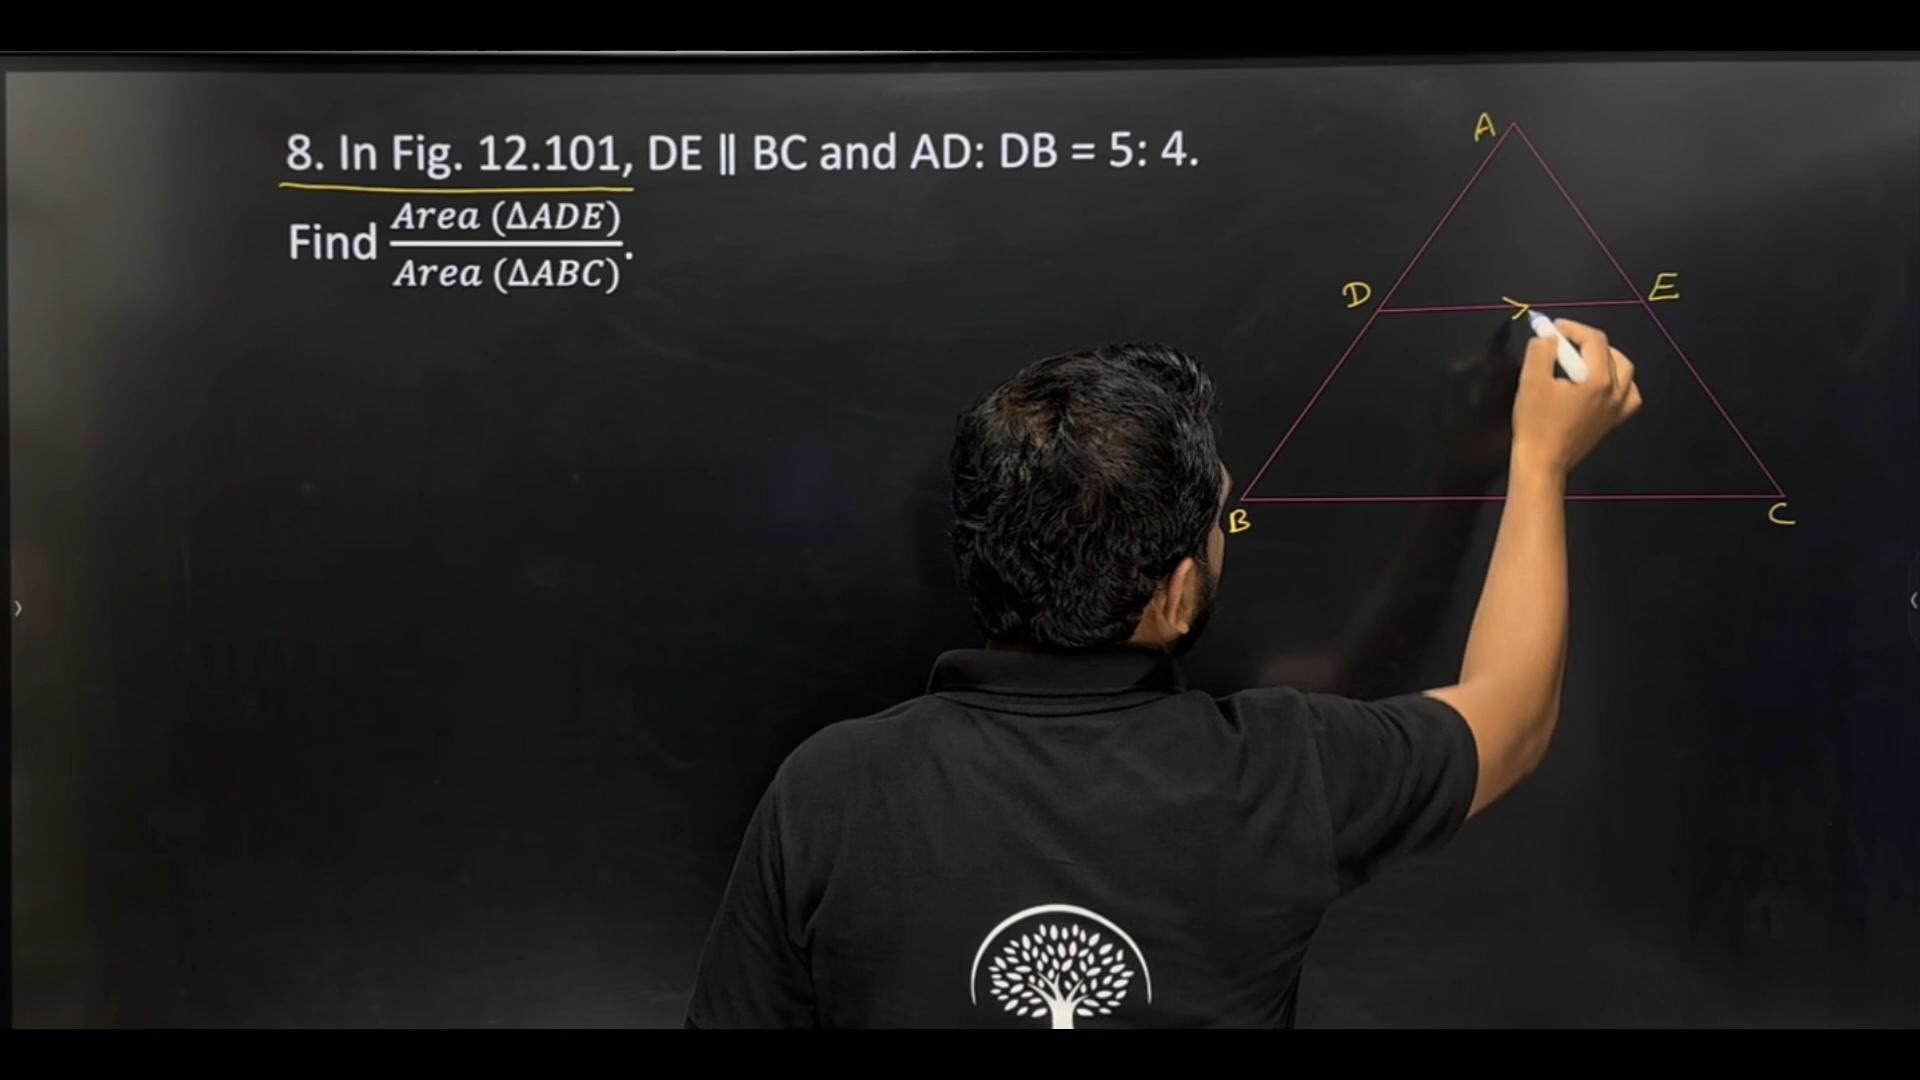 8. In Fig. 12.101, DE || BC and AD: DB = 5: 4.
Find Area (ΔADE)
Area (ΔABC) .
A
D
E
B
C